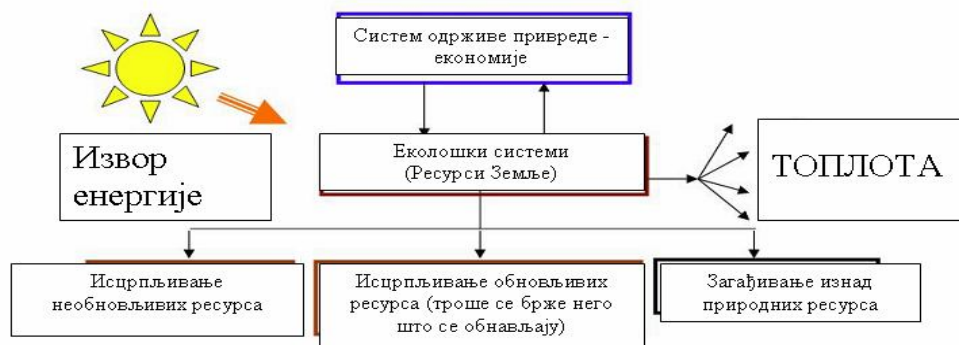 Систем одрживе привреде -
економије
Извор
енергије
Еколошки системи
(Ресурси Земље)
ТОПЛОТА
Исцрпљивање
необновљивих ресурса
Исцрпљивање обновљивих
ресурса (троше се брже него
што се обнављају)
Загађивање изнад
природних ресурса